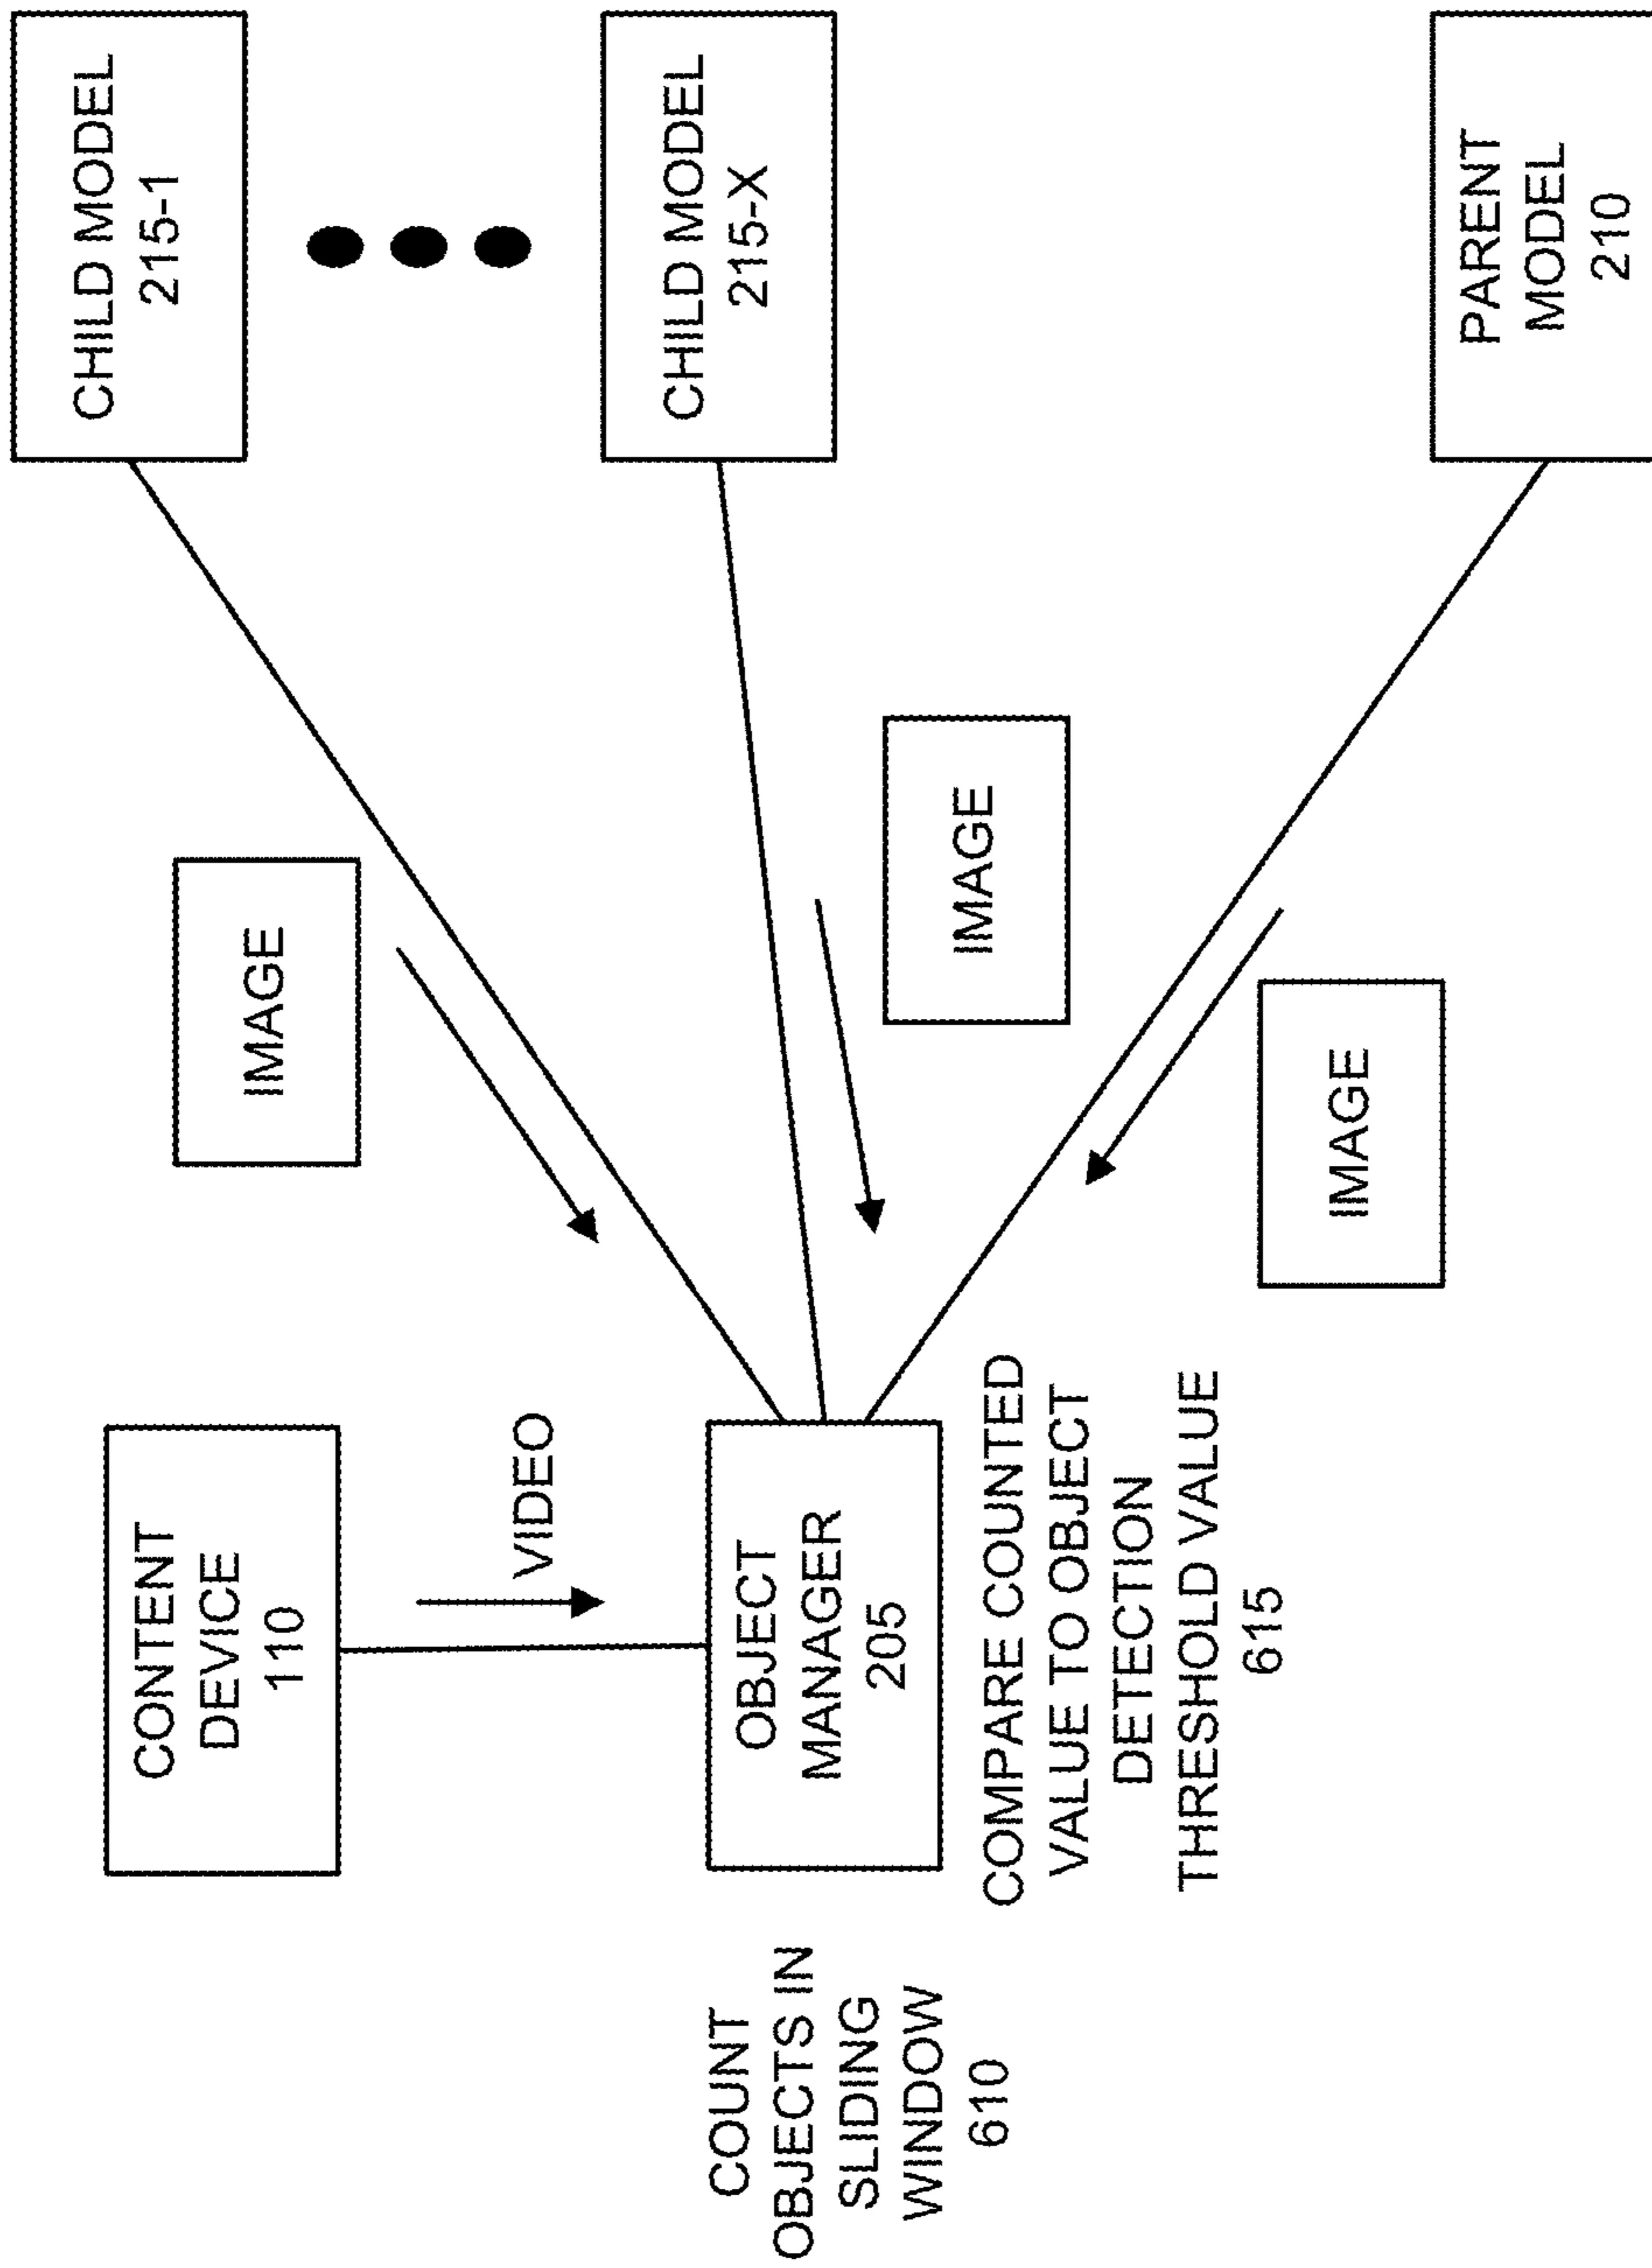 CONTENT
DEVICE
110
VIDEO
COUNT
OBJECTS IN
SLIDING
WINDOW
610
OBJECT
MANAGER
205
COMPARE COUNTED
VALUE TO OBJECT
DETECTION
THRESHOLD VALUE
615
IMAGE
IMAGE
IMAGE
CHILD MODEL
215-1
CHILD MODEL
215-X
PARENT
MODEL
210